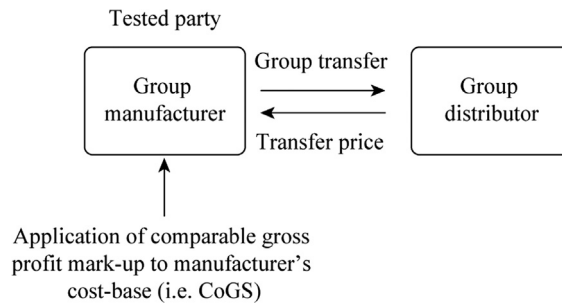 Tested party
Group
manufacturer
Group transfer
Transfer price
Group
distributor
Application of comparable gross
profit mark-up to manufacturer’s
cost-base (i.e. CoGS)